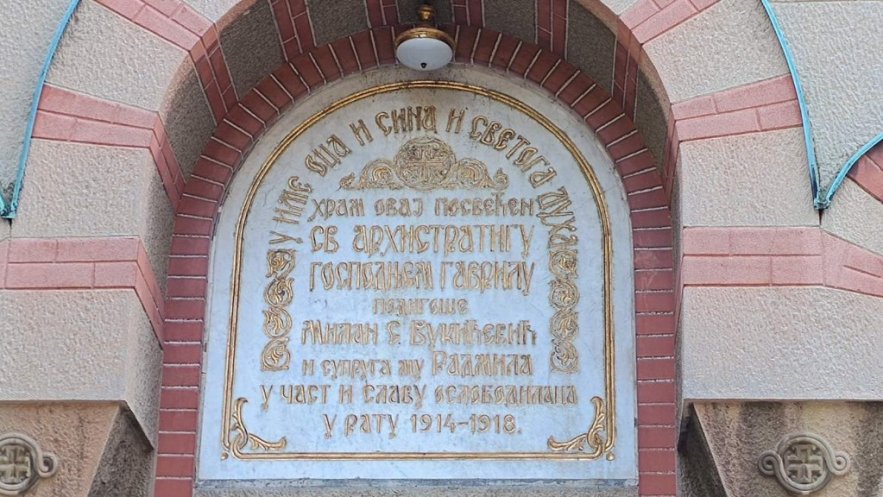 У ИМЕ ОЦА И СИНА И СВЕТОГА ДУХА
ХРАМ ОВАЈ ПОСВЕЋЕН
СВ АРХИСТРАТИГУ
ГОСПОДЊЕМ ГАВРИЛУ
ПОДИГОШЕ
МИЛАН С. ВУКИЋЕВИЋ
И СУПРУГА МУ РАДМИЛА
У ЧАСТ И СЛАВУ ОСЛОБОДИЛАЦА
У РАТУ 1914-1918.